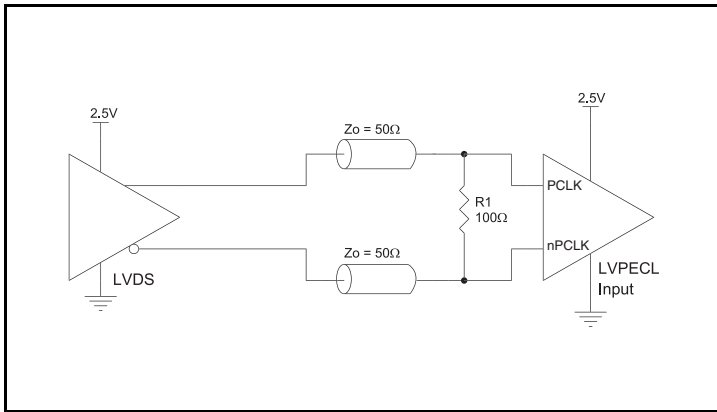 2.5V
2.5V
Zo = 50Ω
PCLK
R1
100Ω
nPCLK
Zo = 50Ω
LVDS
LVPECL
Input